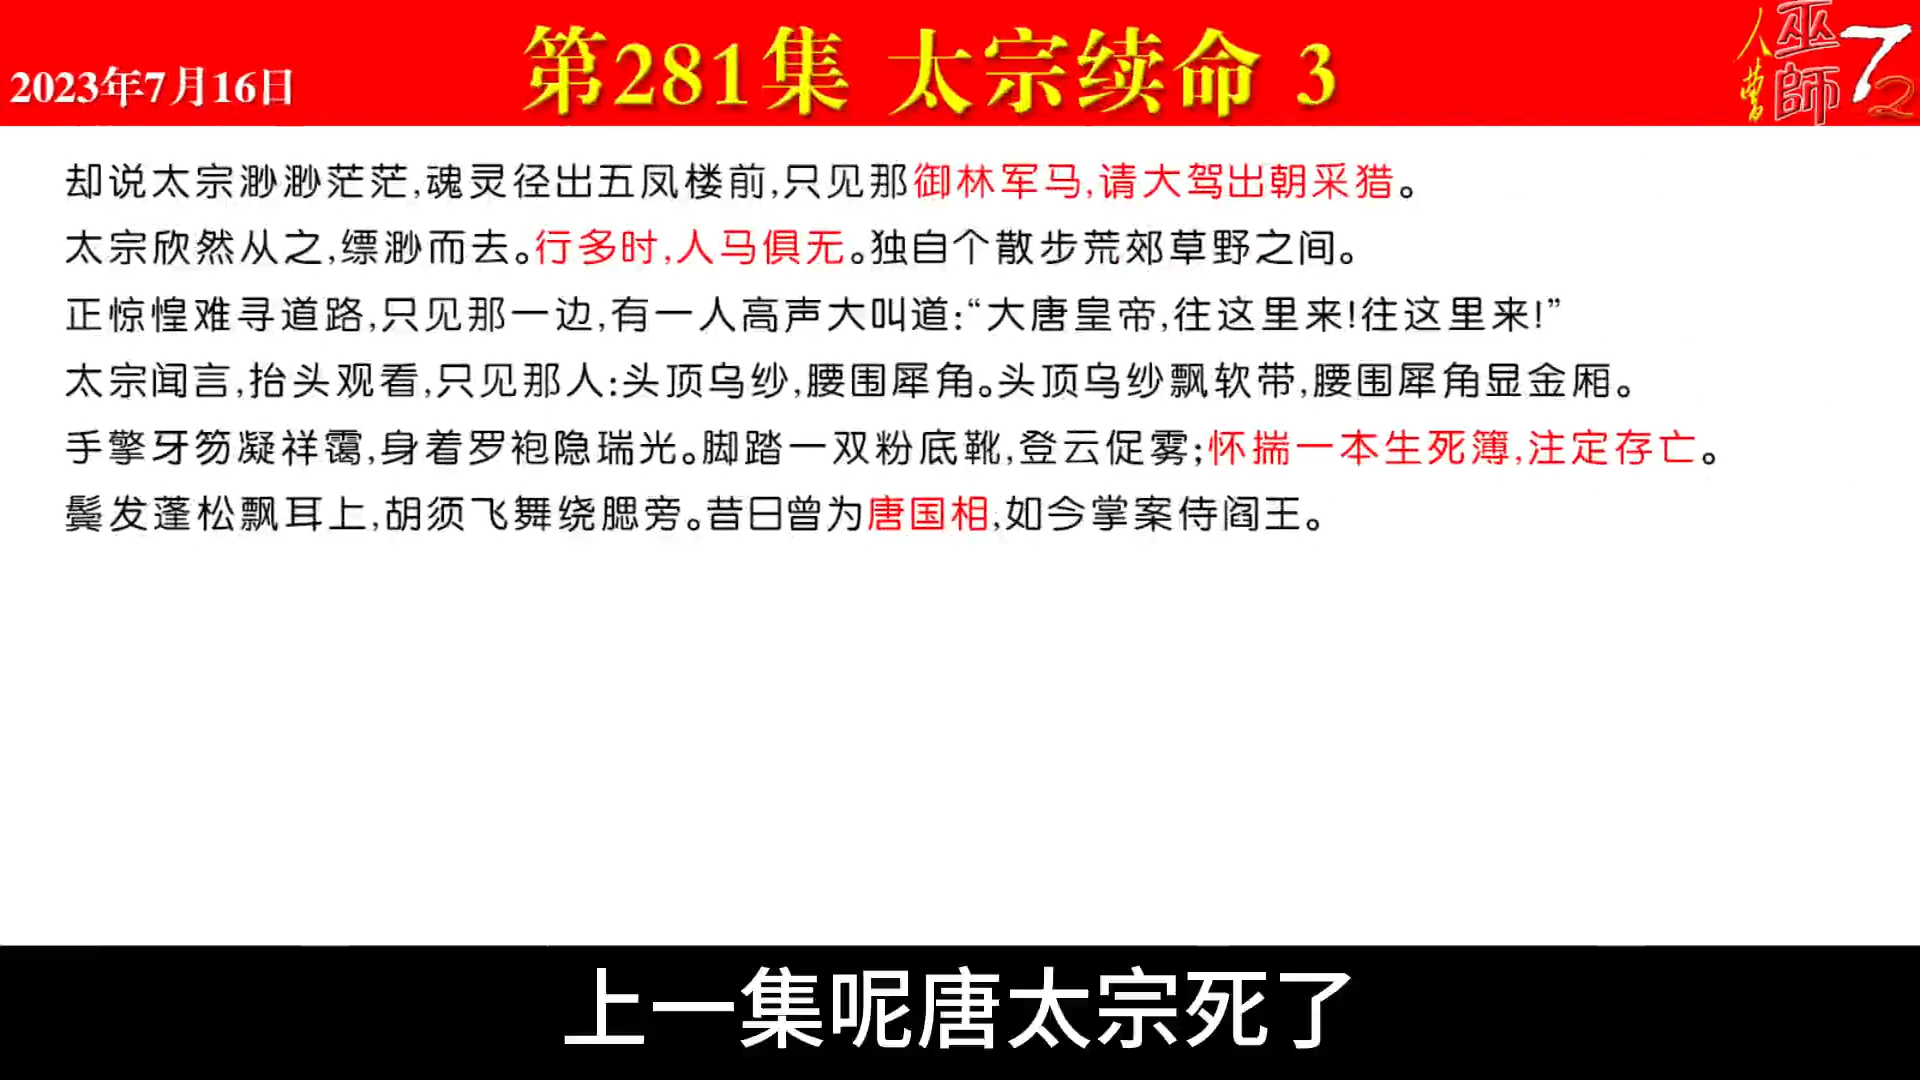 2023年7月16日
第281集 太宗续命 3
人曹
巫師
72
却说太宗渺渺茫茫,魂灵径出五凤楼前,只见那御林军马,请大驾出朝采猎。
太宗欣然从之,缥渺而去。行多时,人马俱无。独自个散步荒郊草野之间。
正惊惶难寻道路,只见那一边,有一人高声大叫道:“大唐皇帝,往这里来!往这里来!”
太宗闻言,抬头观看,只见那人:头顶乌纱,腰围犀角。头顶乌纱飘软带,腰围犀角显金厢。
手擎牙笏凝祥霭,身着罗袍隐瑞光。脚踏一双粉底靴,登云促雾;怀揣一本生死簿,注定存亡。
鬓发蓬松飘耳上,胡须飞舞绕腮旁。昔日曾为唐国相,如今掌案侍阎王。
上一集呢唐太宗死了